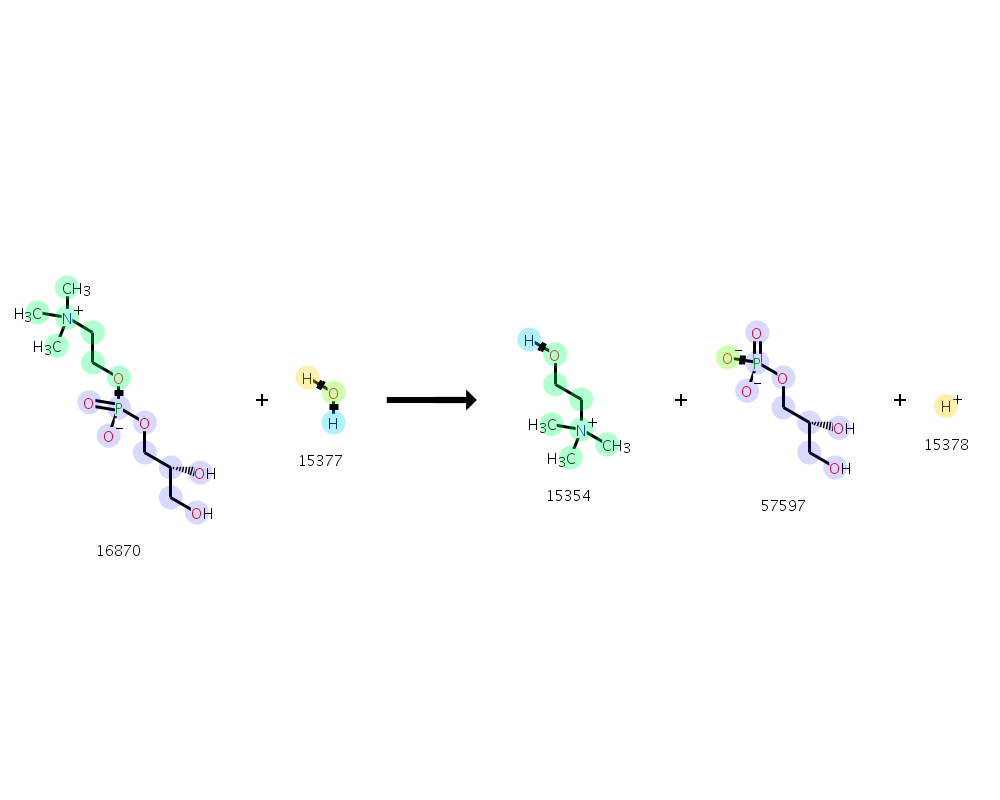 CH3
H3C N+
H3C
O
O P
O− O
OH
OH
16870
+
H
O
H
15377
H
O
H3C N+
CH3
H3C
15354
+
O
O− P
O− O
OH
OH
57597
+
H+
15378